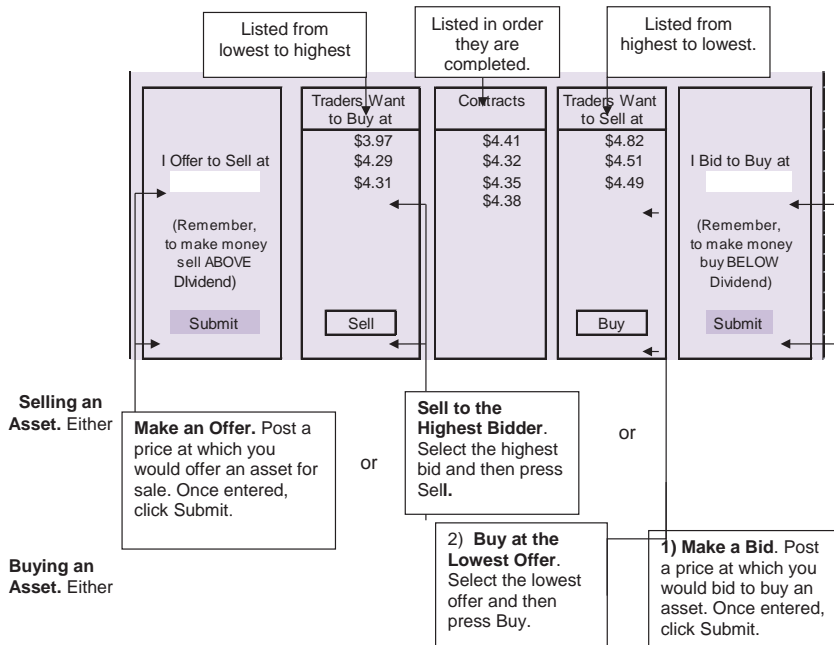 Listed from
lowest to highest
Listed in order
they are
completed.
Listed from
highest to lowest.
I Offer to Sell at
(Remember,
to make money
sell ABOVE
DIvidend)
Submit
Traders Want
to Buy at
$3.97
$4.29
$4.31
Sell
Contracts
$4.41
$4.32
$4.35
$4.38
Traders Want
to Sell at
$4.82
$4.51
$4.49
Buy
I Bid to Buy at
(Remember,
to make money
buy BELOW
Dividend)
Submit
Selling an
Asset. Either
Make an Offer. Post a
price at which you
would offer an asset for
sale. Once entered,
click Submit.
or
Sell to the
Highest Bidder.
Select the highest
bid and then press
Sell.
or
Buying an
Asset. Either
2) Buy at the
Lowest Offer.
Select the lowest
offer and then
press Buy.
1) Make a Bid. Post
a price at which you
would bid to buy an
asset. Once entered,
click Submit.